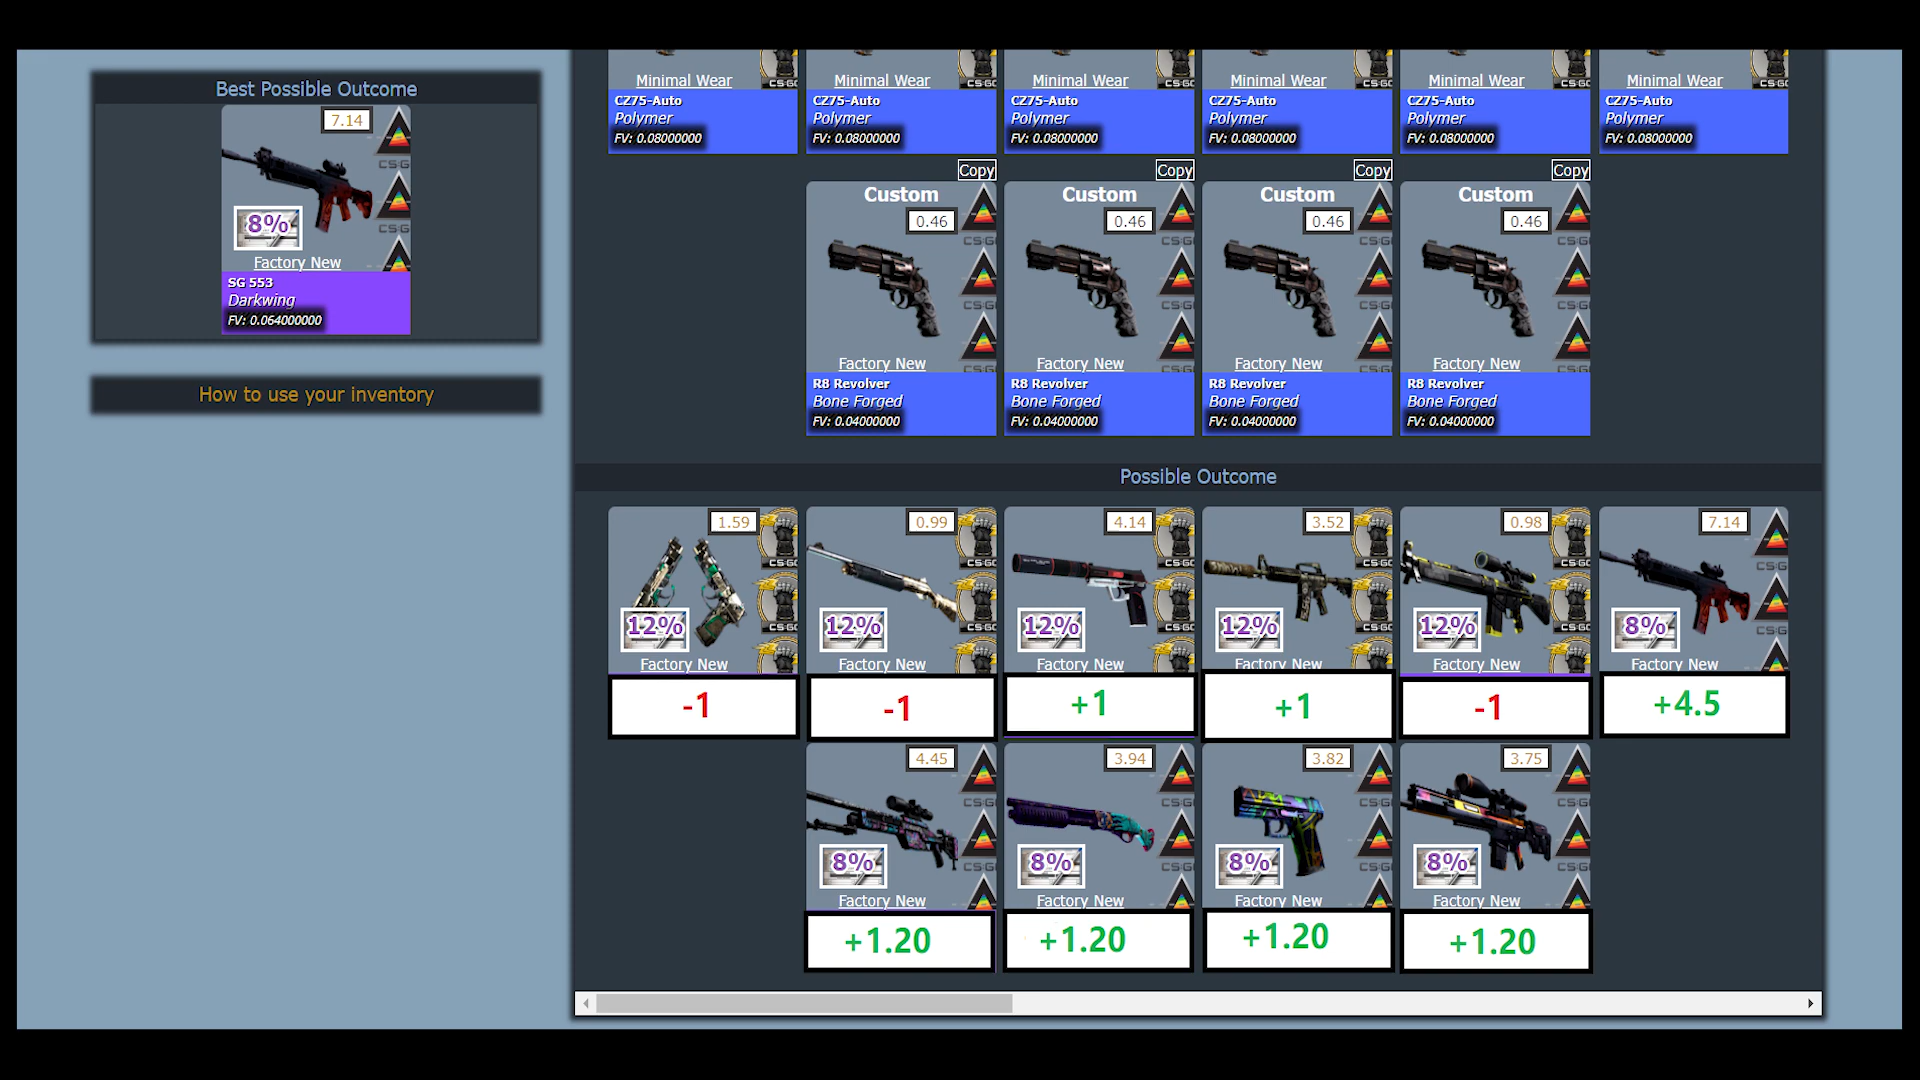 Best Possible Outcome
7.14
8%
Factory New
SG 553
Darkwing
FV: 0.064000000
How to use your inventory
Minimal Wear Minimal Wear Minimal Wear Minimal Wear Minimal Wear Minimal Wear
CZ75-Auto CZ75-Auto CZ75-Auto CZ75-Auto CZ75-Auto CZ75-Auto
Polymer Polymer Polymer Polymer Polymer Polymer
FV: 0.08000000 FV: 0.08000000 FV: 0.08000000 FV: 0.08000000 FV: 0.08000000 FV: 0.08000000
Copy Copy Copy Copy
Custom Custom Custom Custom
0.46 0.46 0.46 0.46
Factory New Factory New Factory New Factory New
R8 Revolver R8 Revolver R8 Revolver R8 Revolver
Bone Forged Bone Forged Bone Forged Bone Forged
FV: 0.04000000 FV: 0.04000000 FV: 0.04000000 FV: 0.04000000
Possible Outcome
1.59 0.99 4.14 3.52 0.98 7.14
12% 12% 12% 12% 12% 8%
Factory New Factory New Factory New Factory New Factory New Factory New
-1 -1 +1 +1 -1 +4.5
4.45 3.94 3.82 3.75
8% 8% 8% 8%
Factory New Factory New Factory New Factory New
+1.20 +1.20 +1.20 +1.20